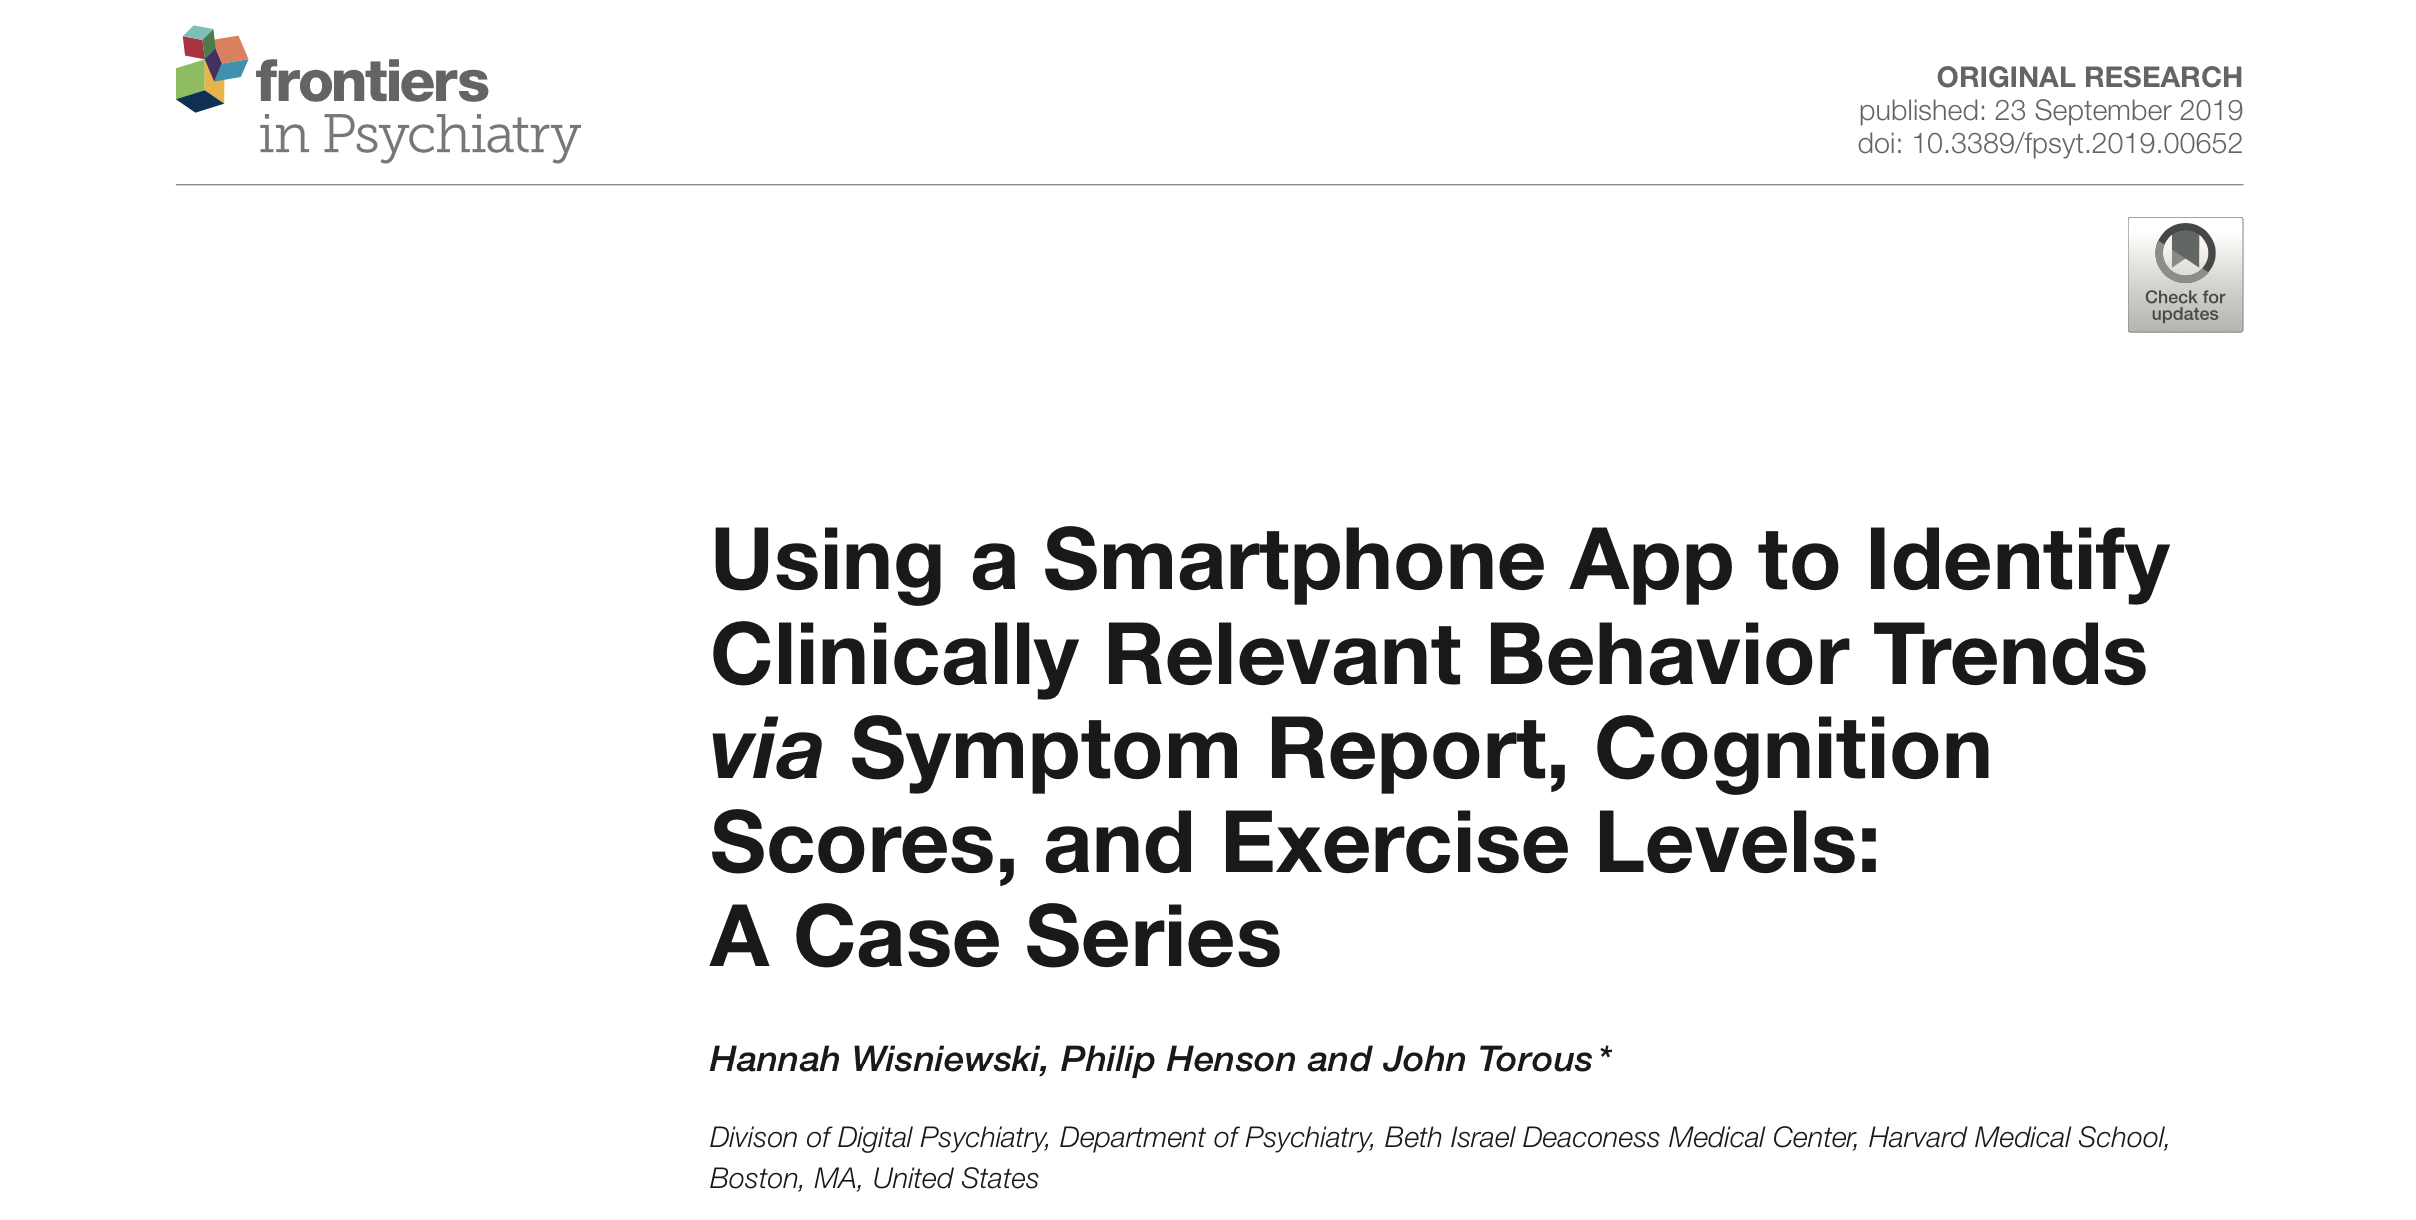 frontiers
in Psychiatry
ORIGINAL RESEARCH
published: 23 September 2019
doi: 10.3389/fpsyt.2019.00652
Check for
updates
Using a Smartphone App to Identify
Clinically Relevant Behavior Trends
via Symptom Report, Cognition
Scores, and Exercise Levels:
A Case Series
Hannah Wisniewski, Philip Henson and John Torous*
Divison of Digital Psychiatry, Department of Psychiatry, Beth Israel Deaconess Medical Center, Harvard Medical School,
Boston, MA, United States